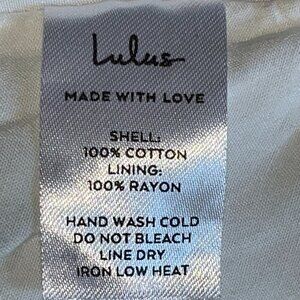 Lulus
MADE WITH LOVE
SHELL:
100% COTTON
LINING:
100% RAYON
HAND WASH COLD
DO NOT BLEACH
LINE DRY
IRON LOW HEAT